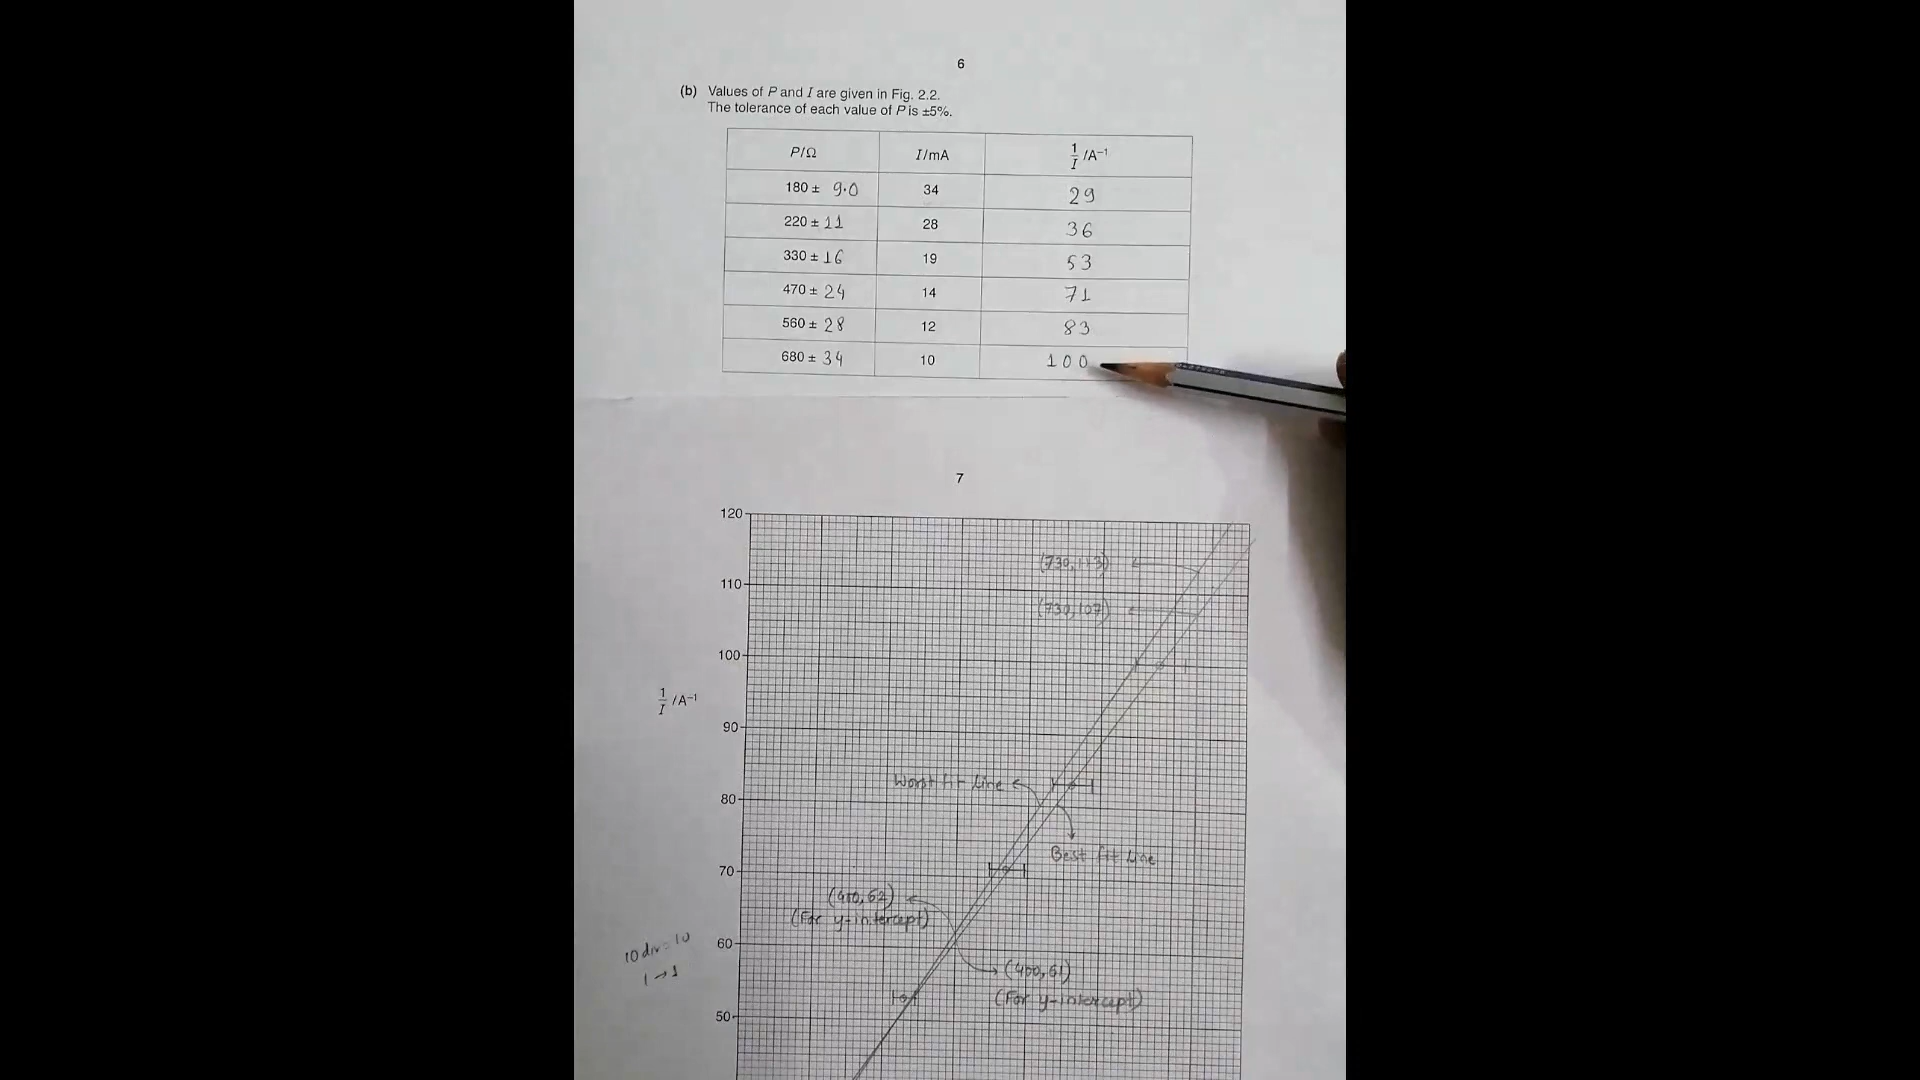 6
(b) Values of P and I are given in Fig. 2.2.
The tolerance of each value of P is ±5%.
P/Ω I/mA 1/I /A⁻¹
180 ± 9.0 34 29
220 ± 11 28 36
330 ± 16 19 53
470 ± 24 14 71
560 ± 28 12 83
680 ± 34 10 100
7
120
(730,113)
110
(730,107)
100
1/I /A⁻¹
90
Worst fit line
80
Best fit line
70
(400,62)
(For y-intercept)
10 div = 10
60
1 → 1
(400,61)
(For y-intercept)
50